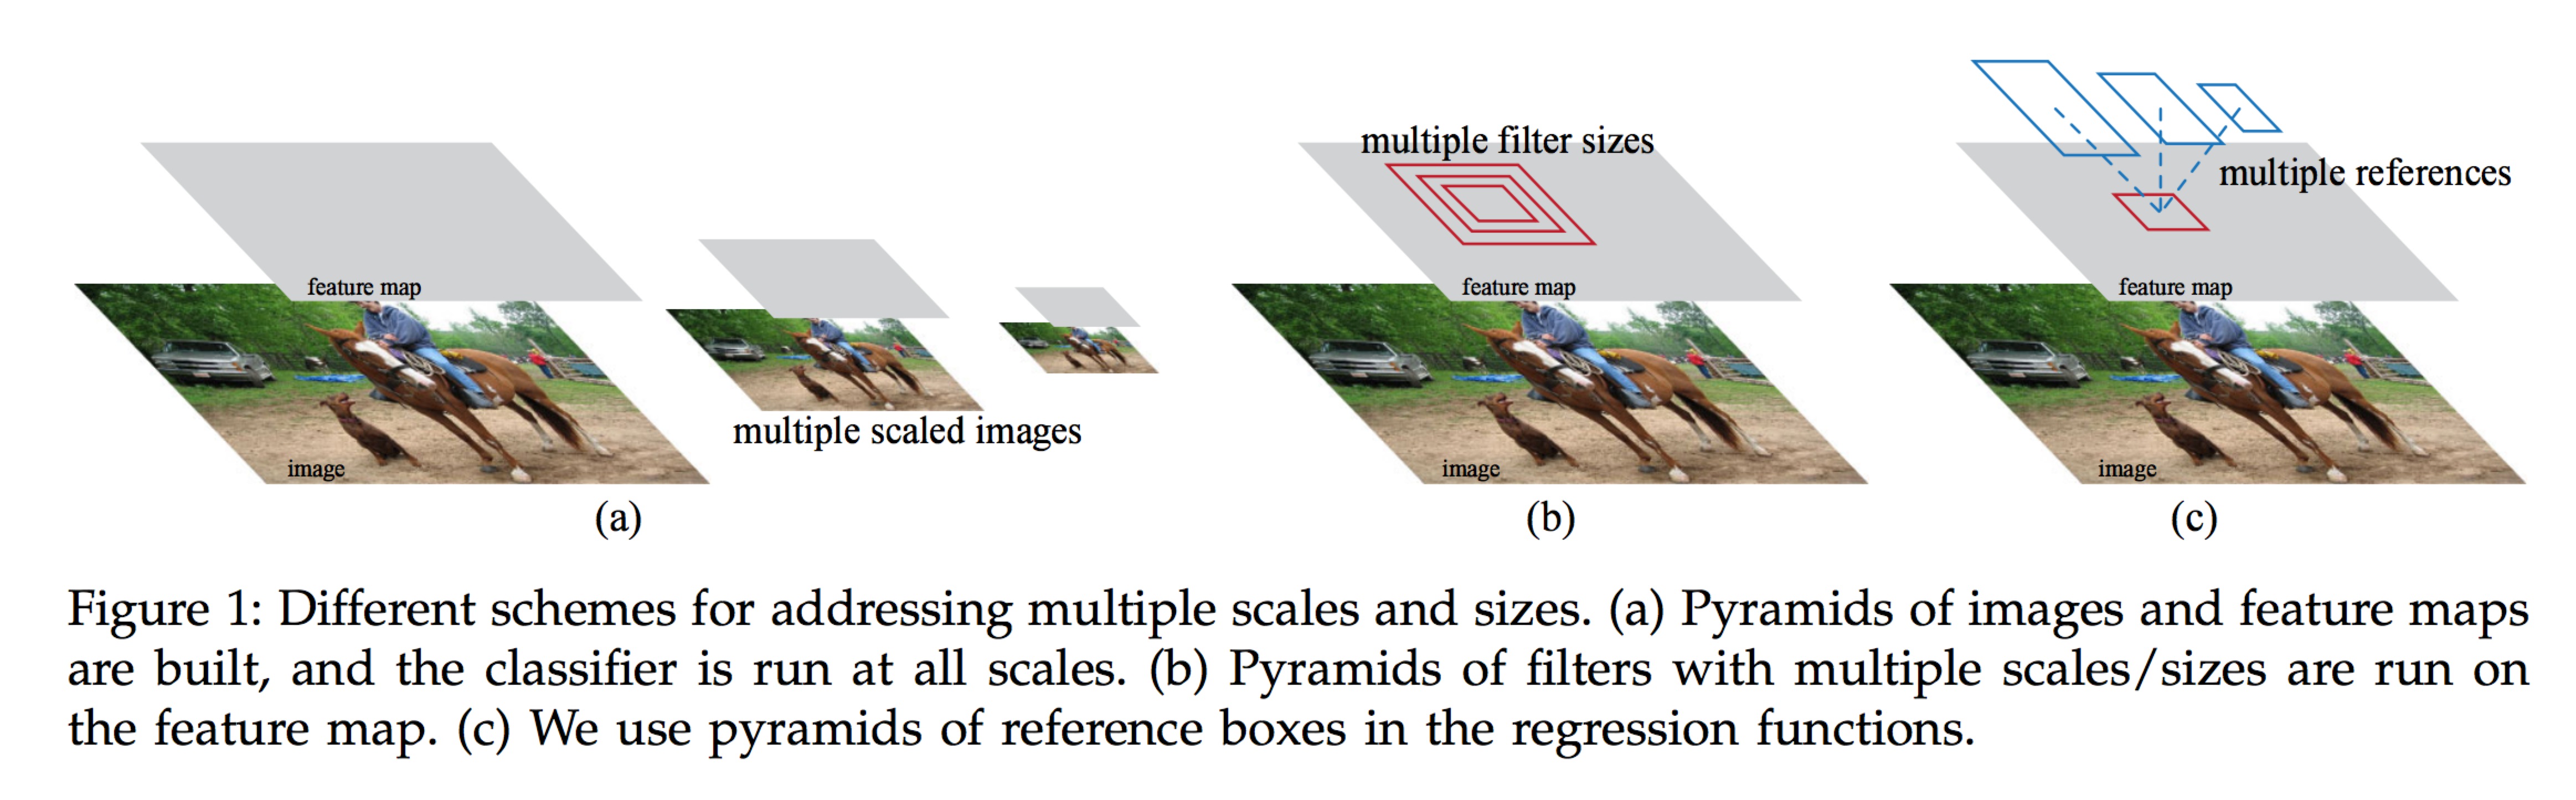 multiple filter sizes
multiple references
feature map
feature map
feature map
multiple scaled images
image
image
image
(a)
(b)
(c)
Figure 1: Different schemes for addressing multiple scales and sizes. (a) Pyramids of images and feature maps
are built, and the classifier is run at all scales. (b) Pyramids of filters with multiple scales/sizes are run on
the feature map. (c) We use pyramids of reference boxes in the regression functions.